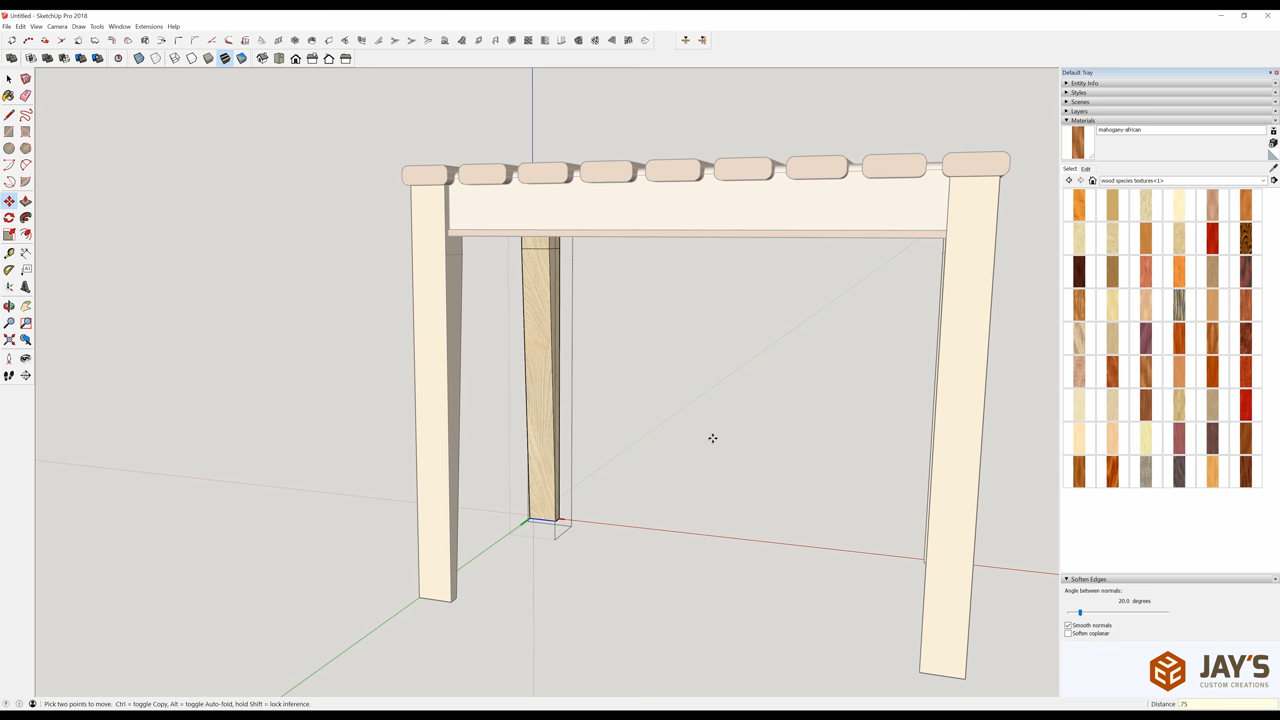 Untitled - SketchUp Pro 2018
File Edit View Camera Draw Tools Window Extensions Help
Default Tray
Entity Info
Styles
Scenes
Layers
Materials
mahogany-african
Select Edit
wood species textures<1>
Soften Edges
Angle between normals:
20.0 degrees
Smooth normals
Soften coplanar
JAY'S
CUSTOM CREATIONS
Pick two points to move. Ctrl = toggle Copy, Alt = toggle Auto-fold, hold Shift = lock inference.
Distance .75